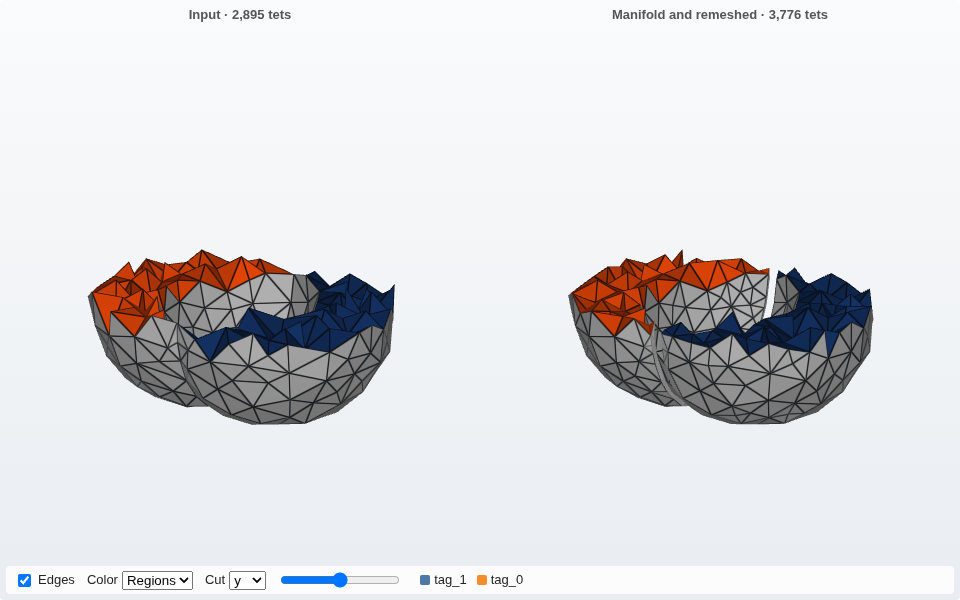 Input · 2,895 tets
Manifold and remeshed · 3,776 tets
Edges Color Regions Cut y tag_1 tag_0